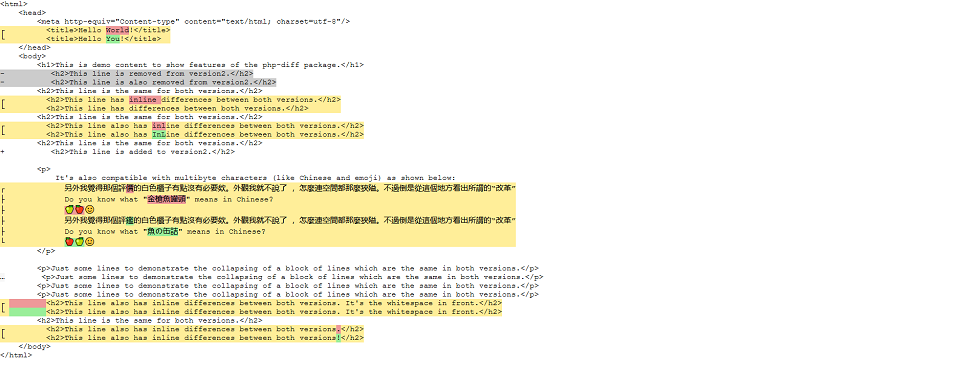 <html>
<head>
<meta http-equiv="Content-type" content="text/html; charset=utf-8"/>
<title>Hello World!</title>
<title>Hello You!</title>
</head>
<body>
<h1>This is demo content to show features of the php-diff package.</h1>
- <h2>This line is removed from version2.</h2>
- <h2>This line is also removed from version2.</h2>
<h2>This line is the same for both versions.</h2>
<h2>This line has inline differences between both versions.</h2>
<h2>This line has differences between both versions.</h2>
<h2>This line is the same for both versions.</h2>
<h2>This line also has inline differences between both versions.</h2>
<h2>This line also has InLine differences between both versions.</h2>
<h2>This line is the same for both versions.</h2>
+ <h2>This line is added to version2.</h2>
<p>
It's also compatible with multibyte characters (like Chinese and emoji) as shown below:
另外我覺得那個評價的白色櫃子有點沒有必要欸。外觀我就不說了，怎麼連空間都那麼狹隘。不過倒是從這個地方看出所謂的"改革"
Do you know what "金槍魚罐頭" means in Chinese?
🍏🍎🙂
另外我覺得那個評鑑的白色櫃子有點沒有必要欸。外觀我就不說了，怎麼連空間都那麼狹隘。不過倒是從這個地方看出所謂的"改革"
Do you know what "魚の缶詰" means in Chinese?
🍎🍏🙂
</p>
<p>Just some lines to demonstrate the collapsing of a block of lines which are the same in both versions.</p>
… <p>Just some lines to demonstrate the collapsing of a block of lines which are the same in both versions.</p>
<p>Just some lines to demonstrate the collapsing of a block of lines which are the same in both versions.</p>
<p>Just some lines to demonstrate the collapsing of a block of lines which are the same in both versions.</p>
<h2>This line also has inline differences between both versions. It's the whitespace in front.</h2>
<h2>This line also has inline differences between both versions. It's the whitespace in front.</h2>
<h2>This line is the same for both versions.</h2>
<h2>This line also has inline differences between both versions.</h2>
<h2>This line also has inline differences between both versions!</h2>
</body>
</html>